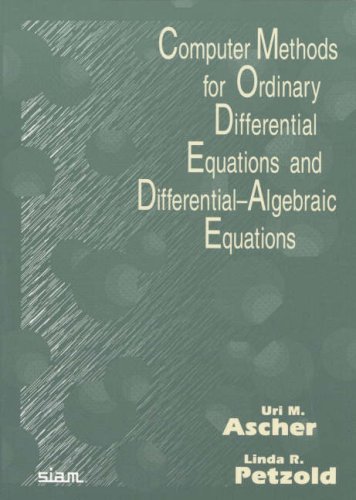 Computer Methods
for Ordinary
Differential
Equations and
Differential–Algebraic
Equations
Uri M.
Ascher
Linda R.
Petzold
siam